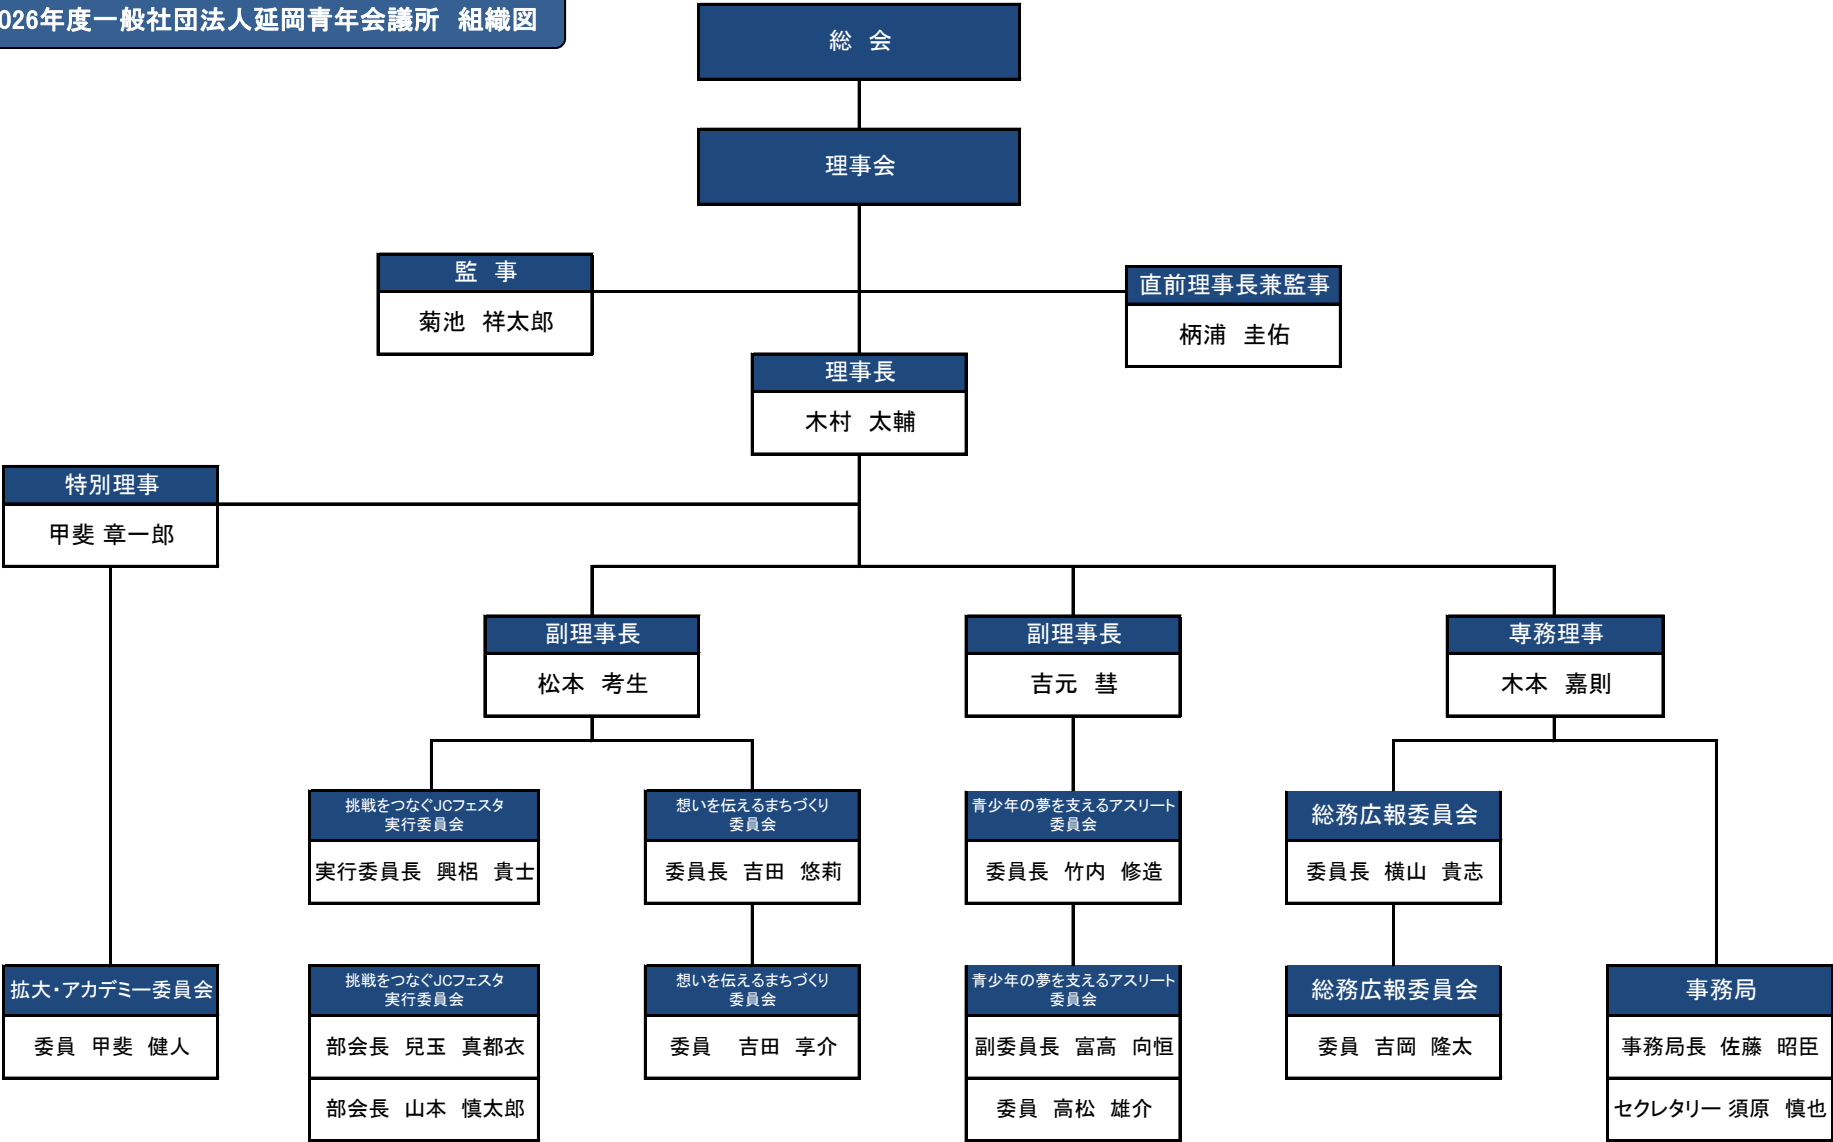 026年度一般社団法人延岡青年会議所　組織図
総　会
理事会
監　事
菊池　祥太郎
直前理事長兼監事
柄浦　圭佑
理事長
木村　太輔
特別理事
甲斐 章一郎
副理事長
松本　考生
副理事長
吉元　彗
専務理事
木本　嘉則
挑戦をつなぐJCフェスタ
実行委員会
実行委員長　興梠　貴士
想いを伝えるまちづくり
委員会
委員長　吉田　悠莉
青少年の夢を支えるアスリート
委員会
委員長　竹内　修造
総務広報委員会
委員長　横山　貴志
拡大・アカデミー委員会
委員　甲斐　健人
挑戦をつなぐJCフェスタ
実行委員会
部会長　兒玉　真都衣
部会長　山本　慎太郎
想いを伝えるまちづくり
委員会
委員　吉田　享介
青少年の夢を支えるアスリート
委員会
副委員長　富高　向恒
委員　高松　雄介
総務広報委員会
委員　吉岡　隆太
事務局
事務局長　佐藤　昭臣
セクレタリー 須原　慎也